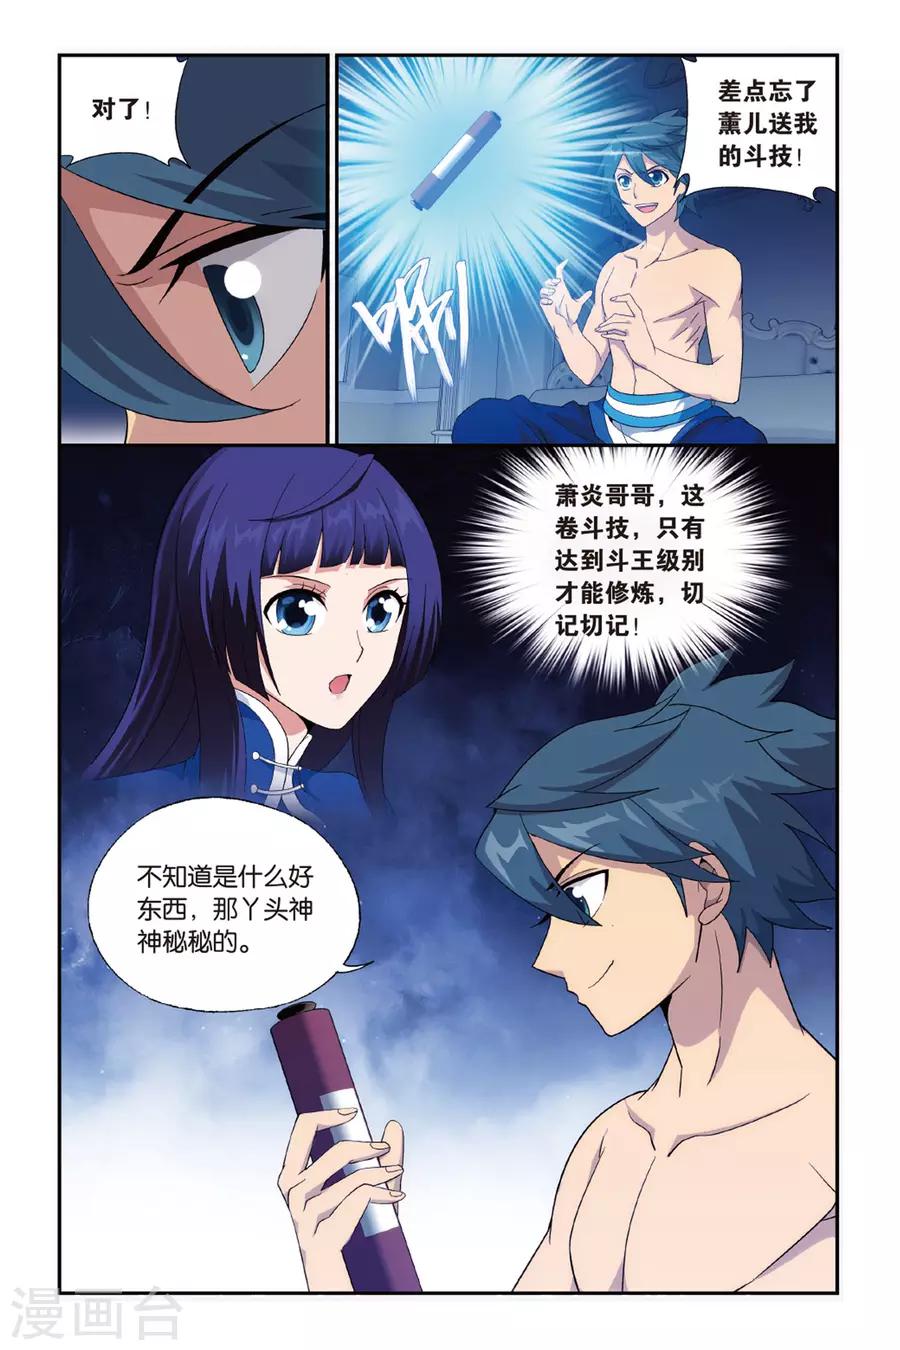 对了！
差点忘了
薰儿送我
的斗技！
唰
萧炎哥哥，这
卷斗技，只有
达到斗王级别
才能修炼，切
记切记！
不知道是什么好
东西，那丫头神
神秘秘的。
漫画台